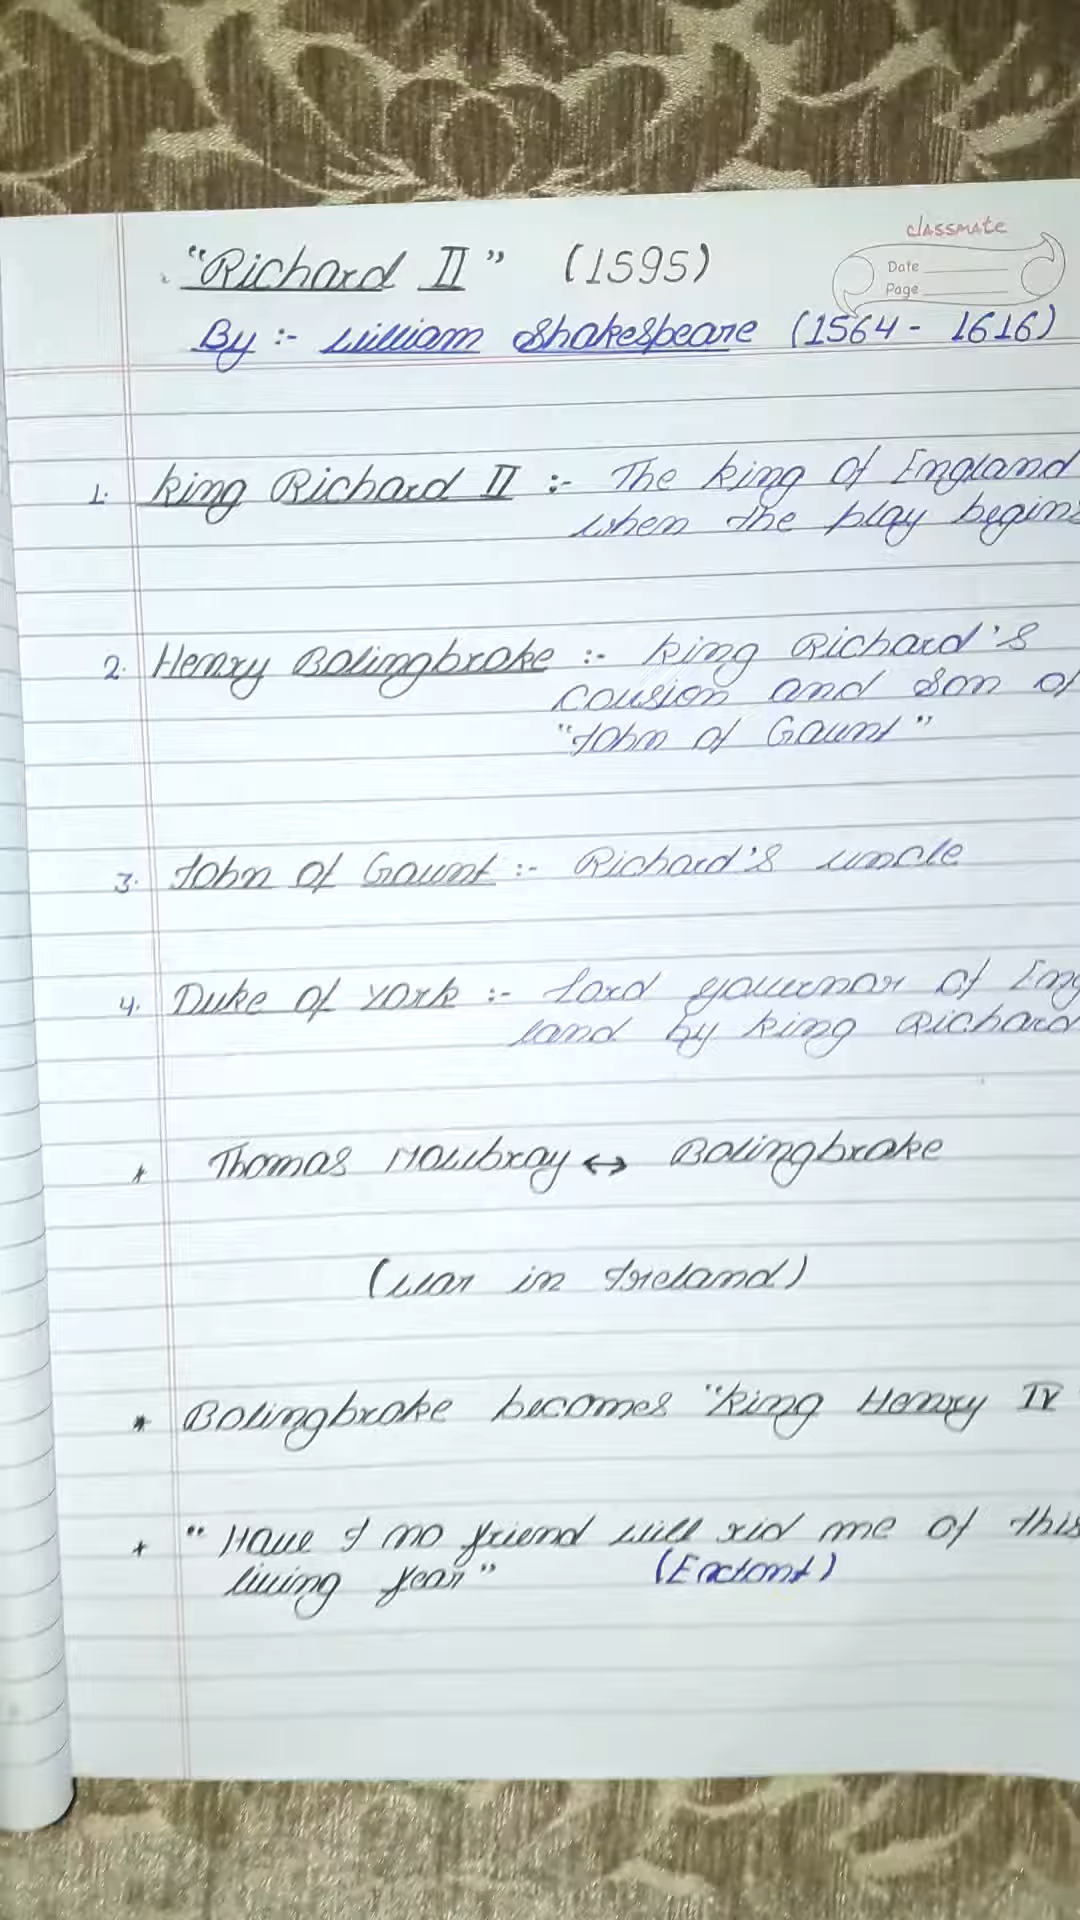 classmate
Date
Page
"Richard II" (1595)
By :- William Shakespeare (1564 - 1616)
1. King Richard II :- The King of England
when the play begins
2. Henry Bolingbroke :- King Richard's
cousion and son of
"John of Gaunt"
3. John of Gaunt :- Richard's uncle
4. Duke of York :- Lord governor of Eng
land by King Richard
* Thomas Mowbray ↔ Bolingbroke
(war in Ireland)
* Bolingbroke becomes "King Henry IV
* "Have I no friend will rid me of this
living fear" (Exton)